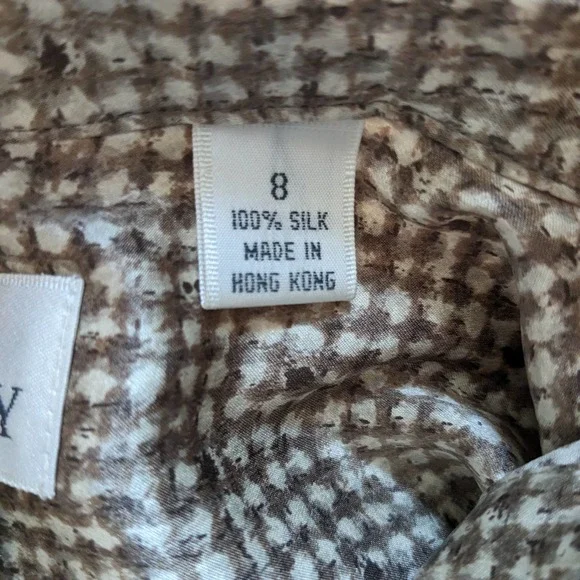 8
100% SILK
MADE IN
HONG KONG
Y